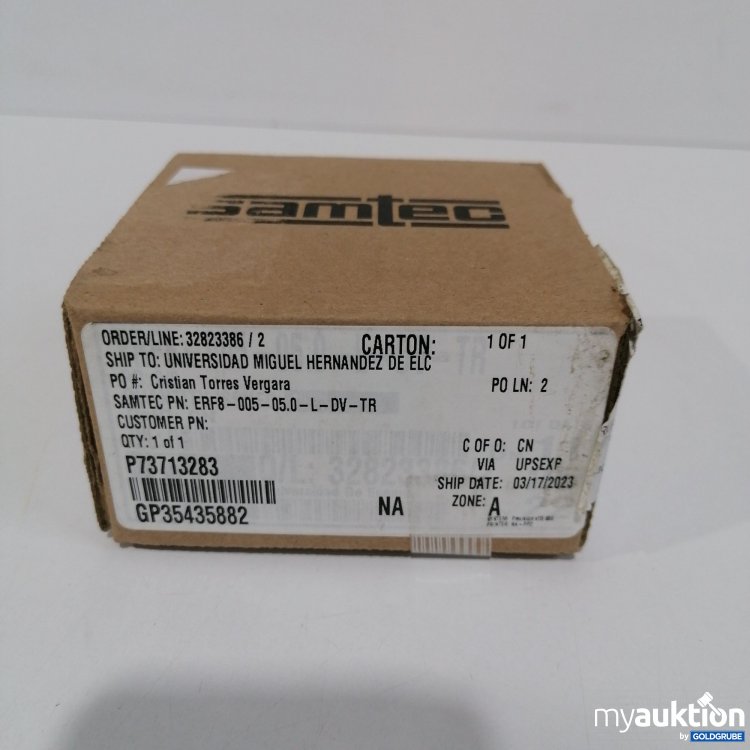 samtec
ORDER/LINE: 32823386 / 2
CARTON: 1 OF 1
SHIP TO: UNIVERSIDAD MIGUEL HERNANDEZ DE ELC
PO #: Cristian Torres Vergara
PO LN: 2
SAMTEC PN: ERF8-005-05.0-L-DV-TR
CUSTOMER PN:
QTY: 1 of 1
C OF O: CN
P73713283
VIA UPSEXP
SHIP DATE: 03/17/2023
GP35435882
NA
ZONE: A
myauktion
by GOLDGRUBE